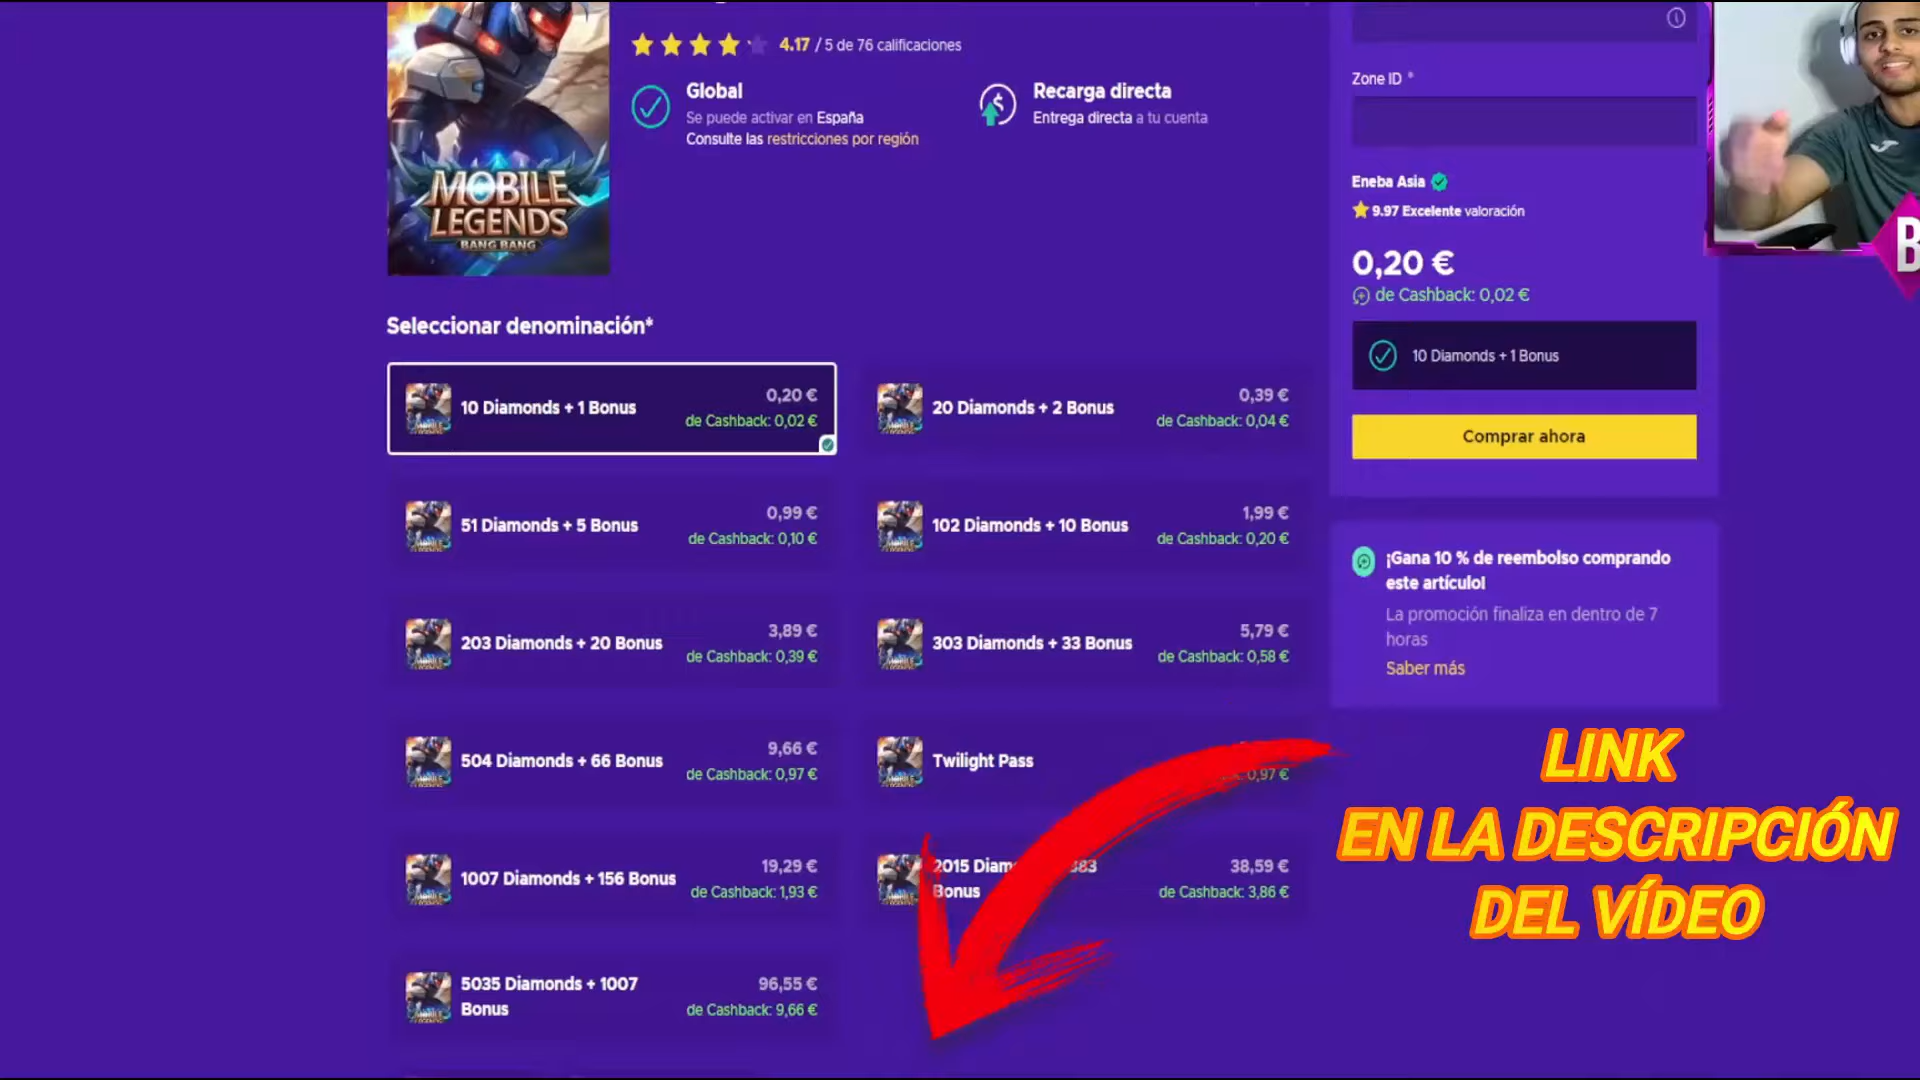 4.17 / 5 de 76 calificaciones
Global
Se puede activar en España
Consulte las restricciones por región
Recarga directa
Entrega directa a tu cuenta
MOBILE
LEGENDS
BANG BANG
Zone ID *
Eneba Asia
9.97 Excelente valoración
0,20 €
de Cashback: 0,02 €
10 Diamonds + 1 Bonus
Comprar ahora
¡Gana 10 % de reembolso comprando
este artículo!
La promoción finaliza en dentro de 7
horas
Saber más
Seleccionar denominación*
10 Diamonds + 1 Bonus
0,20 €
de Cashback: 0,02 €
20 Diamonds + 2 Bonus
0,39 €
de Cashback: 0,04 €
51 Diamonds + 5 Bonus
0,99 €
de Cashback: 0,10 €
102 Diamonds + 10 Bonus
1,99 €
de Cashback: 0,20 €
203 Diamonds + 20 Bonus
3,89 €
de Cashback: 0,39 €
303 Diamonds + 33 Bonus
5,79 €
de Cashback: 0,58 €
504 Diamonds + 66 Bonus
9,66 €
de Cashback: 0,97 €
Twilight Pass
0,97 €
1007 Diamonds + 156 Bonus
19,29 €
de Cashback: 1,93 €
2015
Bonus
38,59 €
de Cashback: 3,86 €
5035 Diamonds + 1007
Bonus
96,55 €
de Cashback: 9,66 €
LINK
EN LA DESCRIPCIÓN
DEL VÍDEO